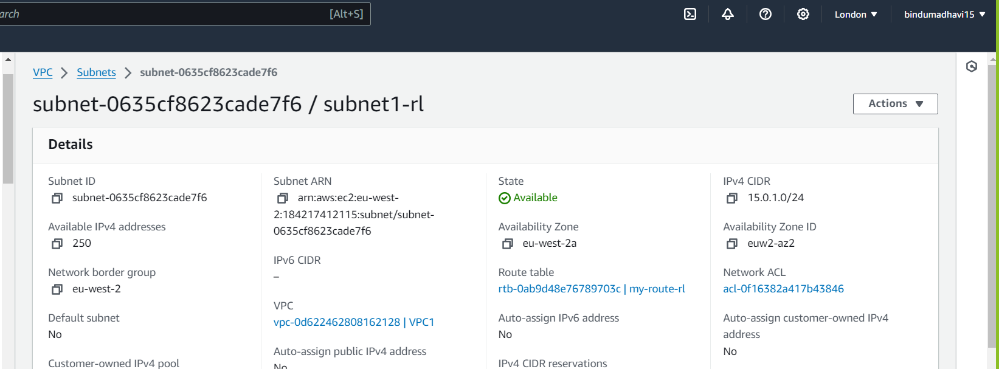 arch
[Alt+S]
London
bindumadhavi15
VPC
Subnets
subnet-0635cf8623cade7f6
subnet-0635cf8623cade7f6 / subnet1-rl
Actions
Details
Subnet ID
subnet-0635cf8623cade7f6
Available IPv4 addresses
250
Network border group
eu-west-2
Default subnet
No
Customer-owned IPv4 pool
Subnet ARN
arn:aws:ec2:eu-west-
2:184217412115:subnet/subnet-
0635cf8623cade7f6
IPv6 CIDR
–
VPC
vpc-0d622462808162128 | VPC1
Auto-assign public IPv4 address
No
State
Available
Availability Zone
eu-west-2a
Route table
rtb-0ab9d48e76789703c | my-route-rl
Auto-assign IPv6 address
No
IPv4 CIDR reservations
IPv4 CIDR
15.0.1.0/24
Availability Zone ID
euw2-az2
Network ACL
acl-0f16382a417b43846
Auto-assign customer-owned IPv4
address
No